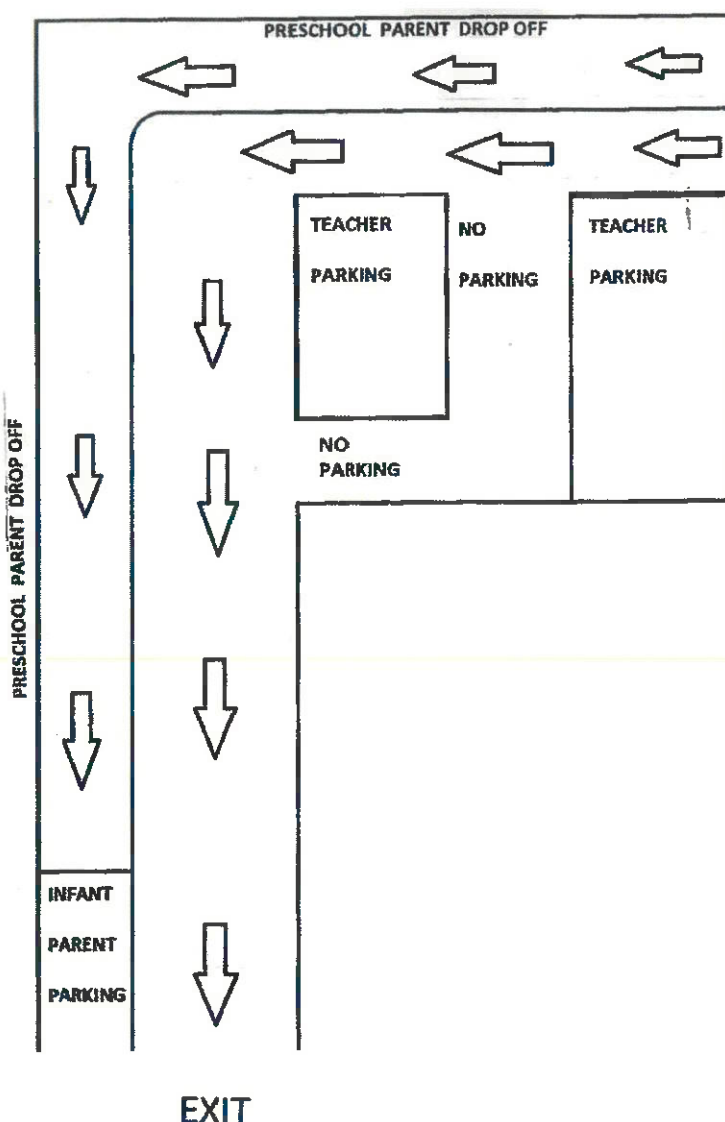 PRESCHOOL PARENT DROP OFF
TEACHER
PARKING
NO
PARKING
TEACHER
PARKING
NO
PARKING
PRESCHOOL PARENT DROP OFF
INFANT
PARENT
PARKING
EXIT